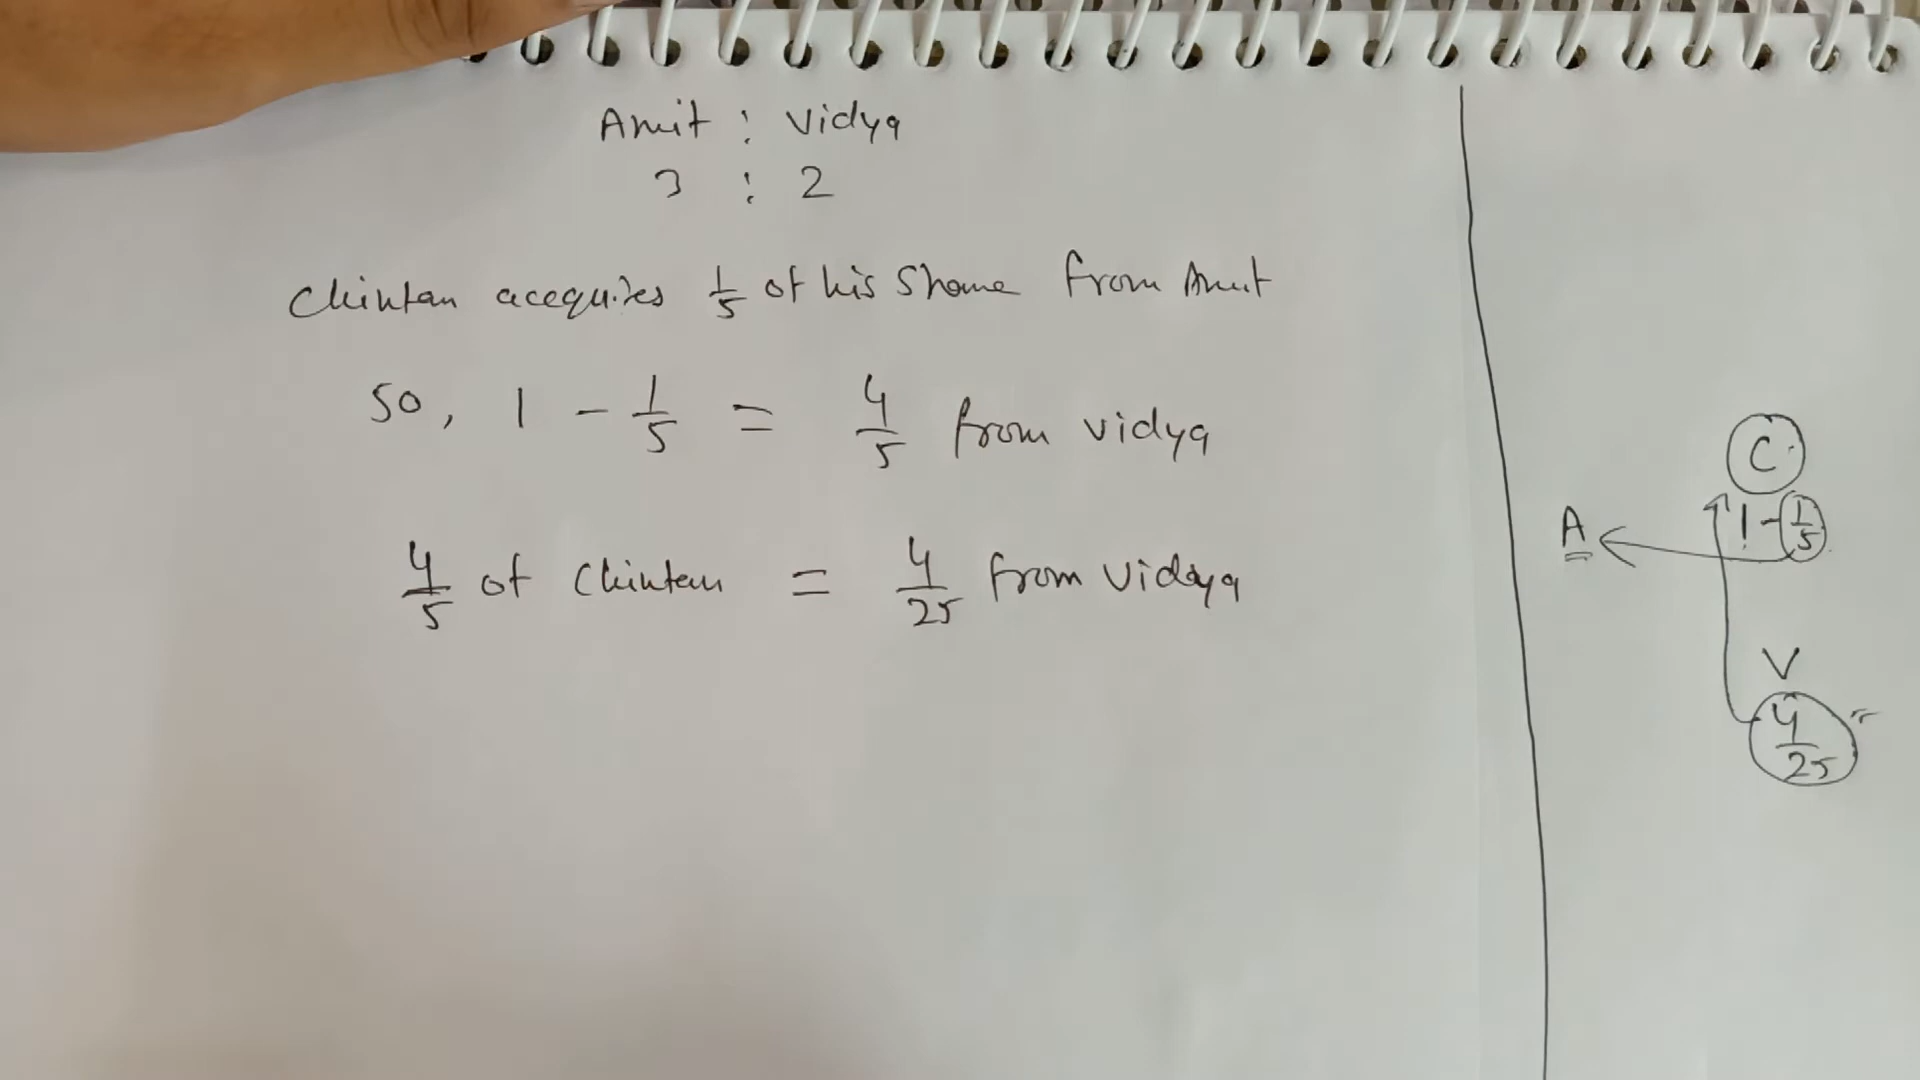 Amit : Vidya
3 : 2
Chintan acequires 1/5 of his Share from Amit
So, 1 - 1/5 = 4/5 from vidya
4/5 of Chintan = 4/25 from Vidaya
C
1 - 1/5
A
V
4/25